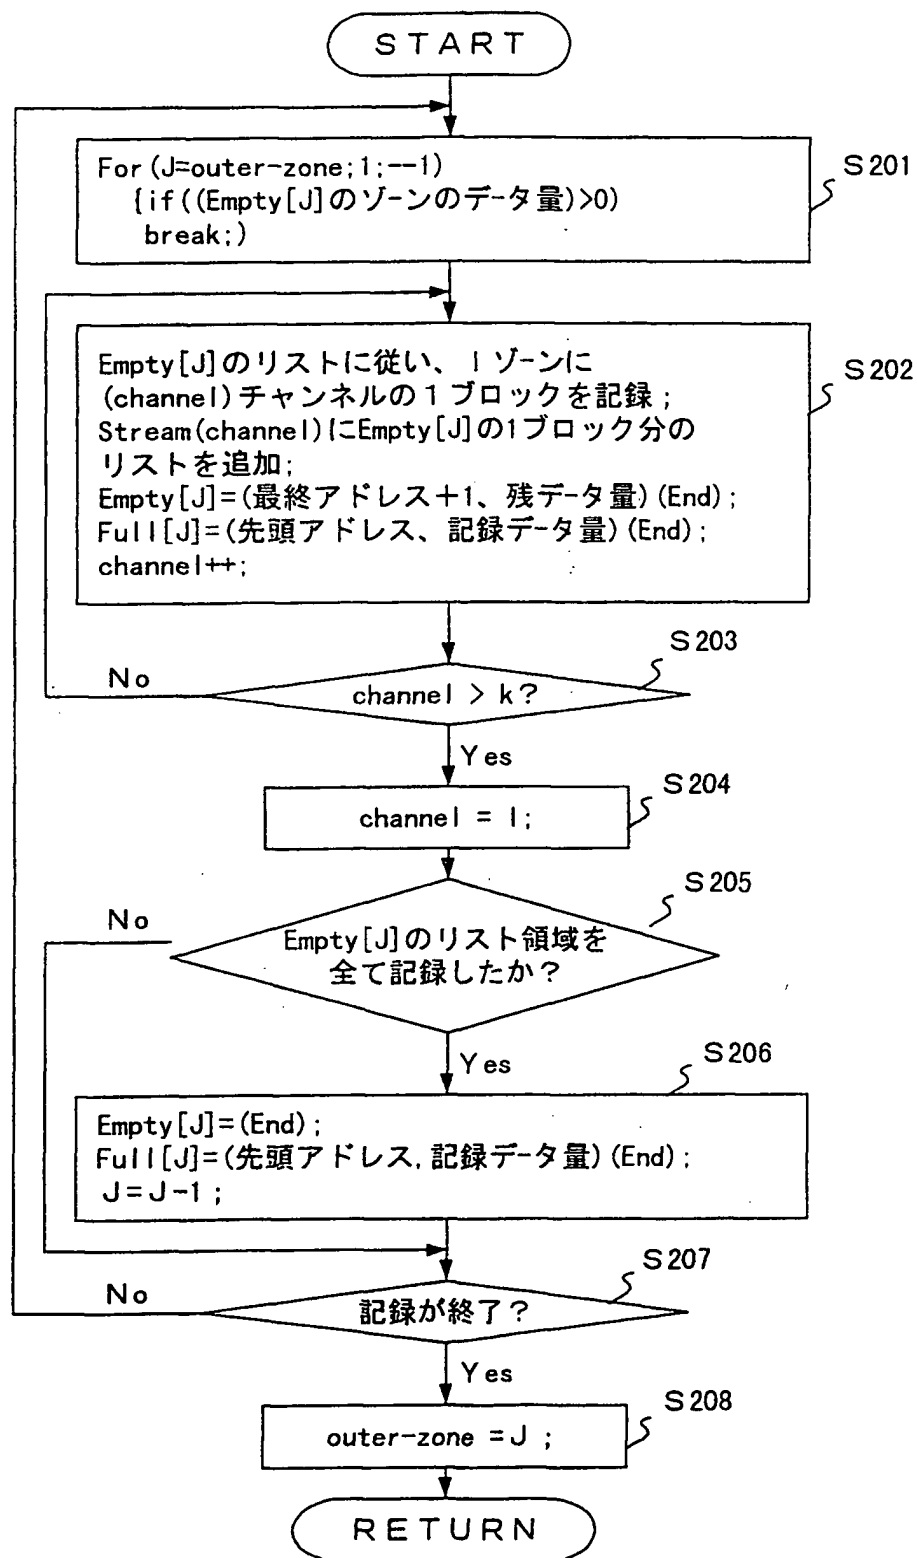 START
For(J=outer-zone;1;--1)
{if((Empty[J]のゾーンのデータ量)>0)
break;)
S201
Empty[J]のリストに従い、1ゾーンに
(channel)チャンネルの1ブロックを記録;
Stream(channel)にEmpty[J]の1ブロック分の
リストを追加;
Empty[J]=(最終アドレス+1、残データ量)(End);
Full[J]=(先頭アドレス、記録データ量)(End);
channel++;
S202
S203
No
channel > k?
Yes
S204
channel = 1;
S205
No
Empty[J]のリスト領域を
全て記録したか?
Yes
S206
Empty[J]=(End);
Full[J]=(先頭アドレス,記録データ量)(End);
J=J-1;
S207
No
記録が終了?
Yes
S208
outer-zone =J ;
RETURN